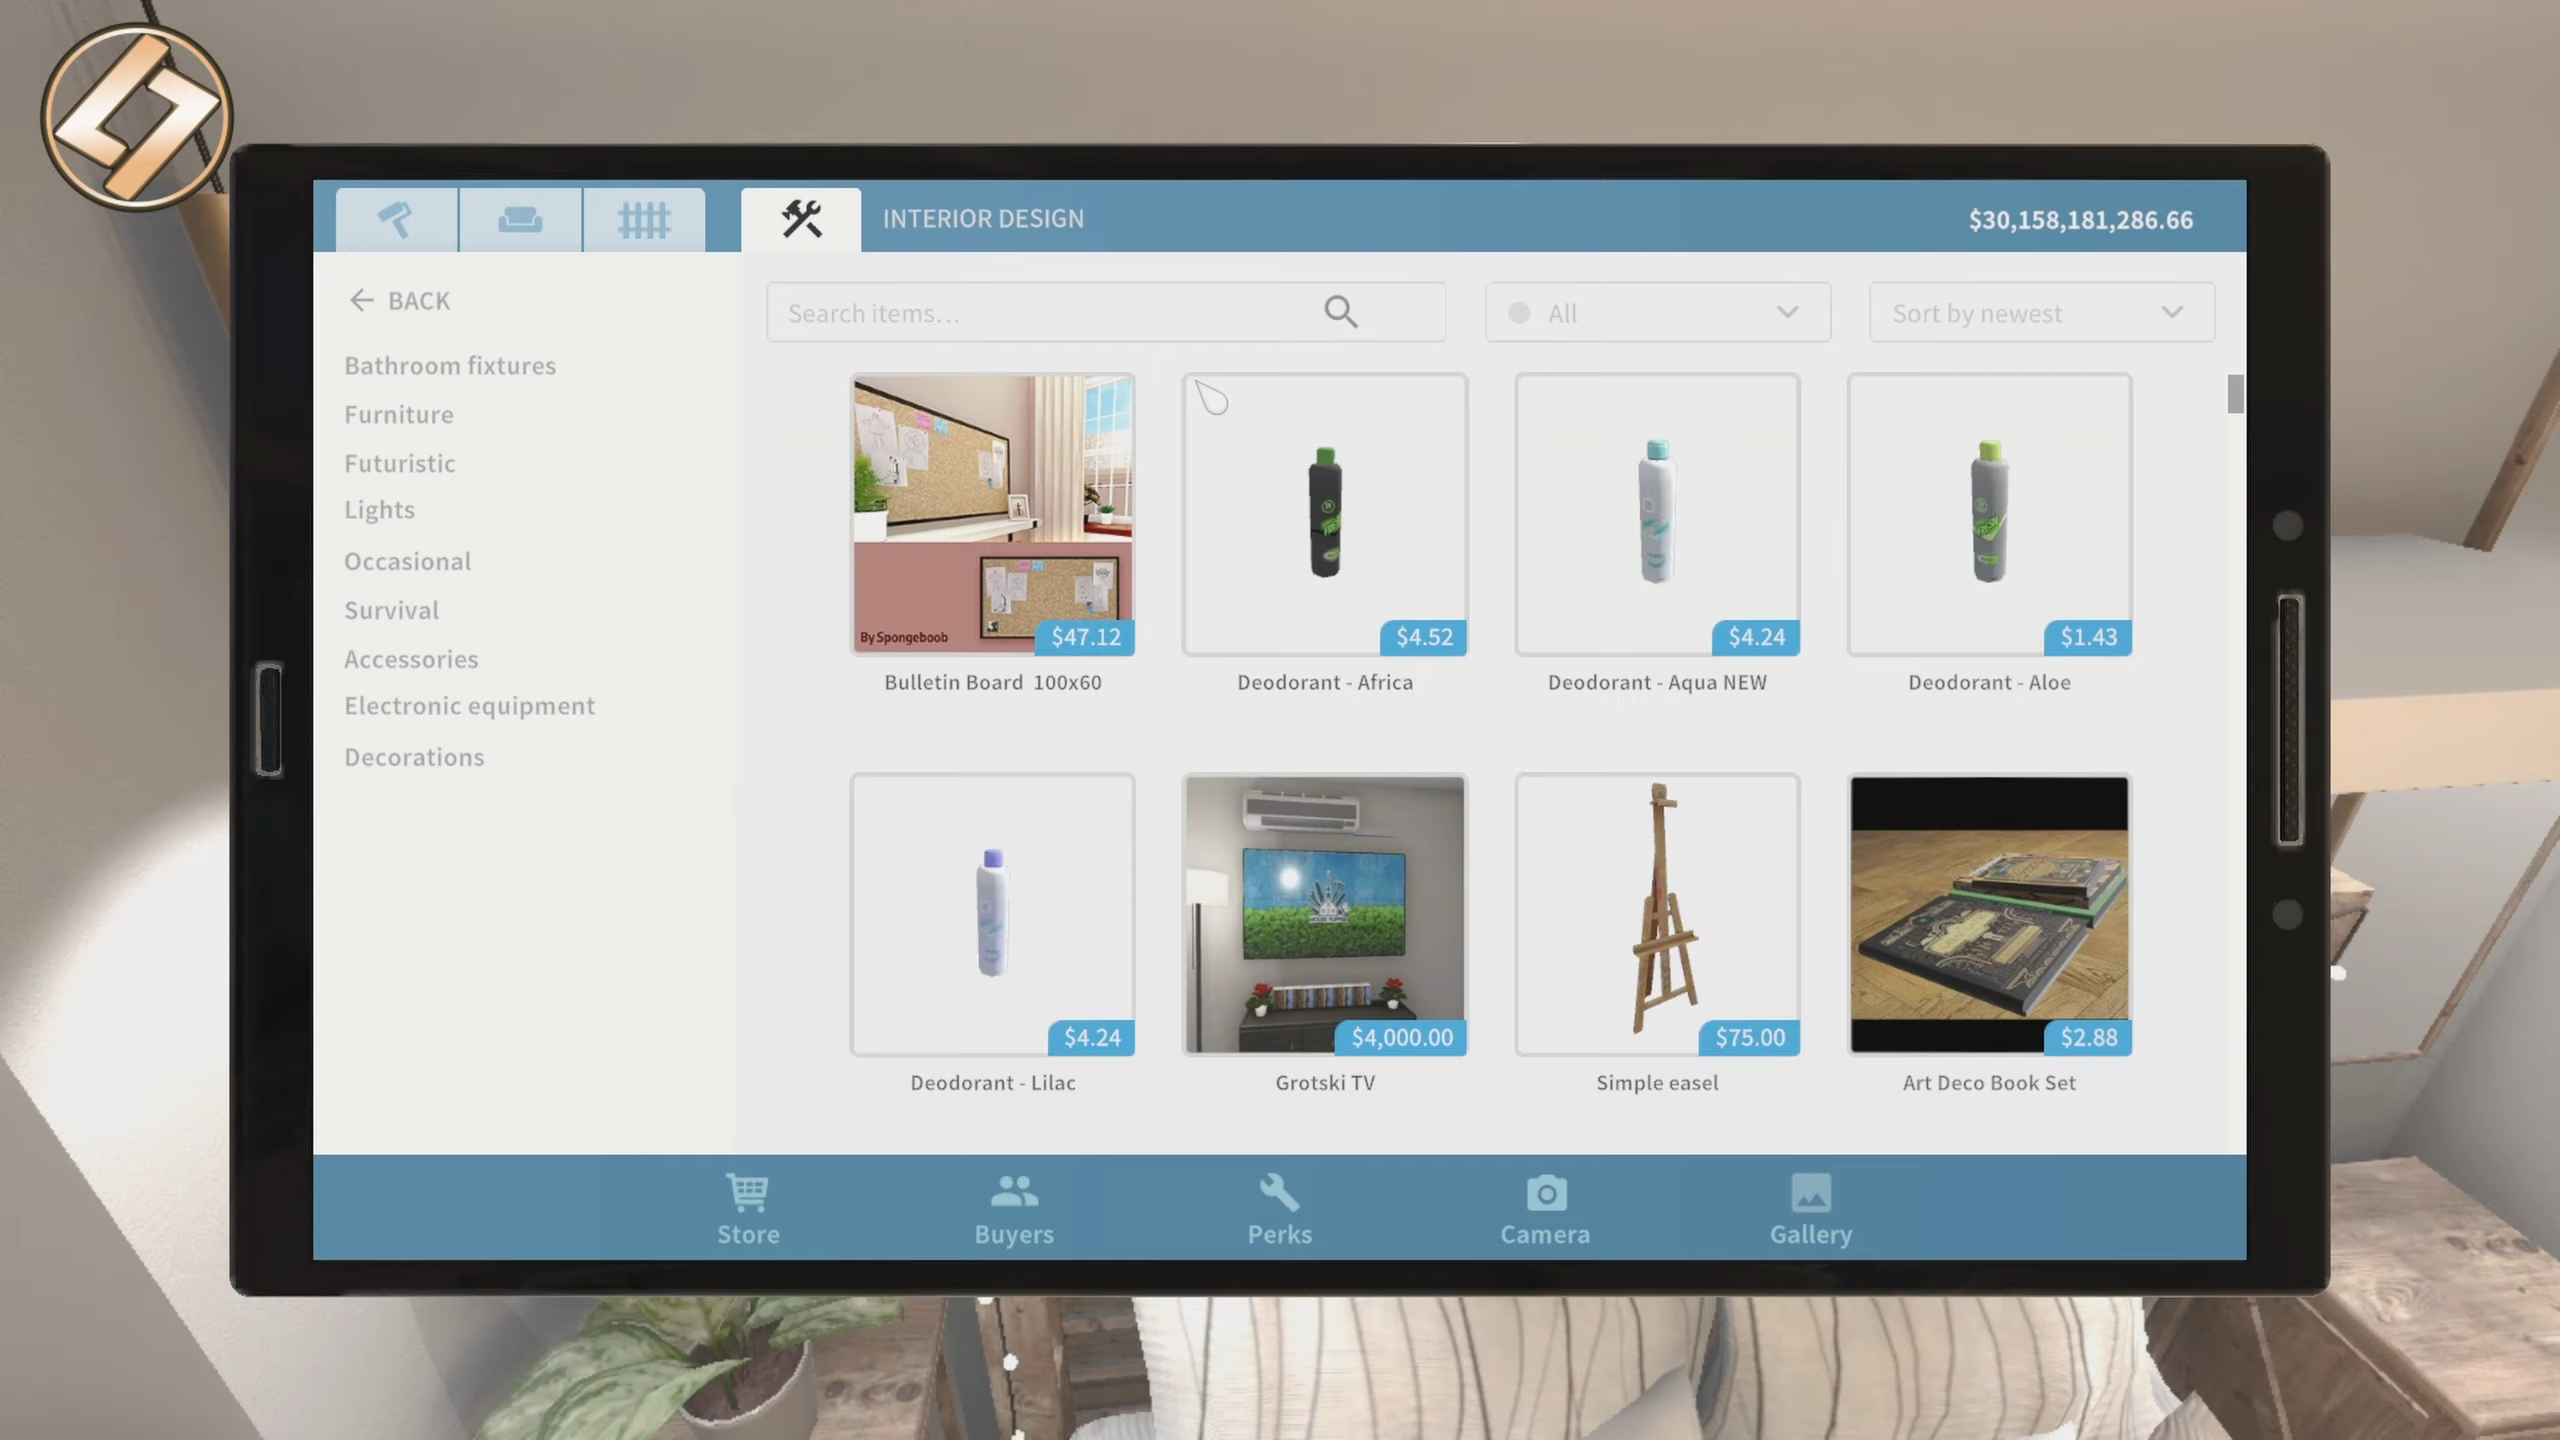 INTERIOR DESIGN
$30,158,181,286.66
BACK
Search items...
All
Sort by newest
Bathroom fixtures
Furniture
Futuristic
Lights
Occasional
Survival
Accessories
Electronic equipment
Decorations
By Spongeboob
$47.12
$4.52
$4.24
$1.43
Bulletin Board 100x60
Deodorant - Africa
Deodorant - Aqua NEW
Deodorant - Aloe
$4.24
$4,000.00
$75.00
$2.88
Deodorant - Lilac
Grotski TV
Simple easel
Art Deco Book Set
Store
Buyers
Perks
Camera
Gallery